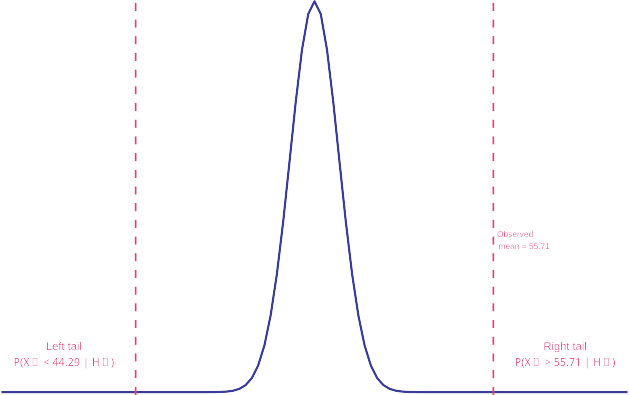 Observed
mean = 55.71
Left tail
P(X▯ < 44.29 | H▯)
Right tail
P(X▯ > 55.71 | H▯)